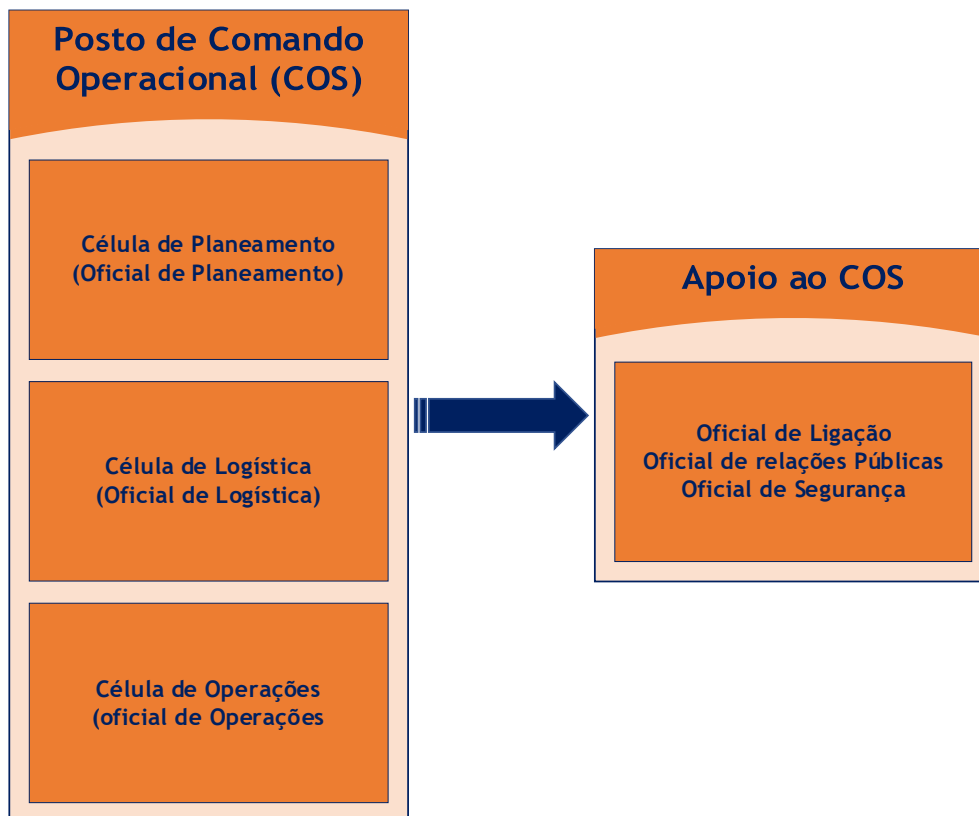 Posto de Comando
Operacional (COS)
Célula de Planeamento
(Oficial de Planeamento)
Célula de Logística
(Oficial de Logística)
Célula de Operações
(oficial de Operações
Apoio ao COS
Oficial de Ligação
Oficial de relações Públicas
Oficial de Segurança